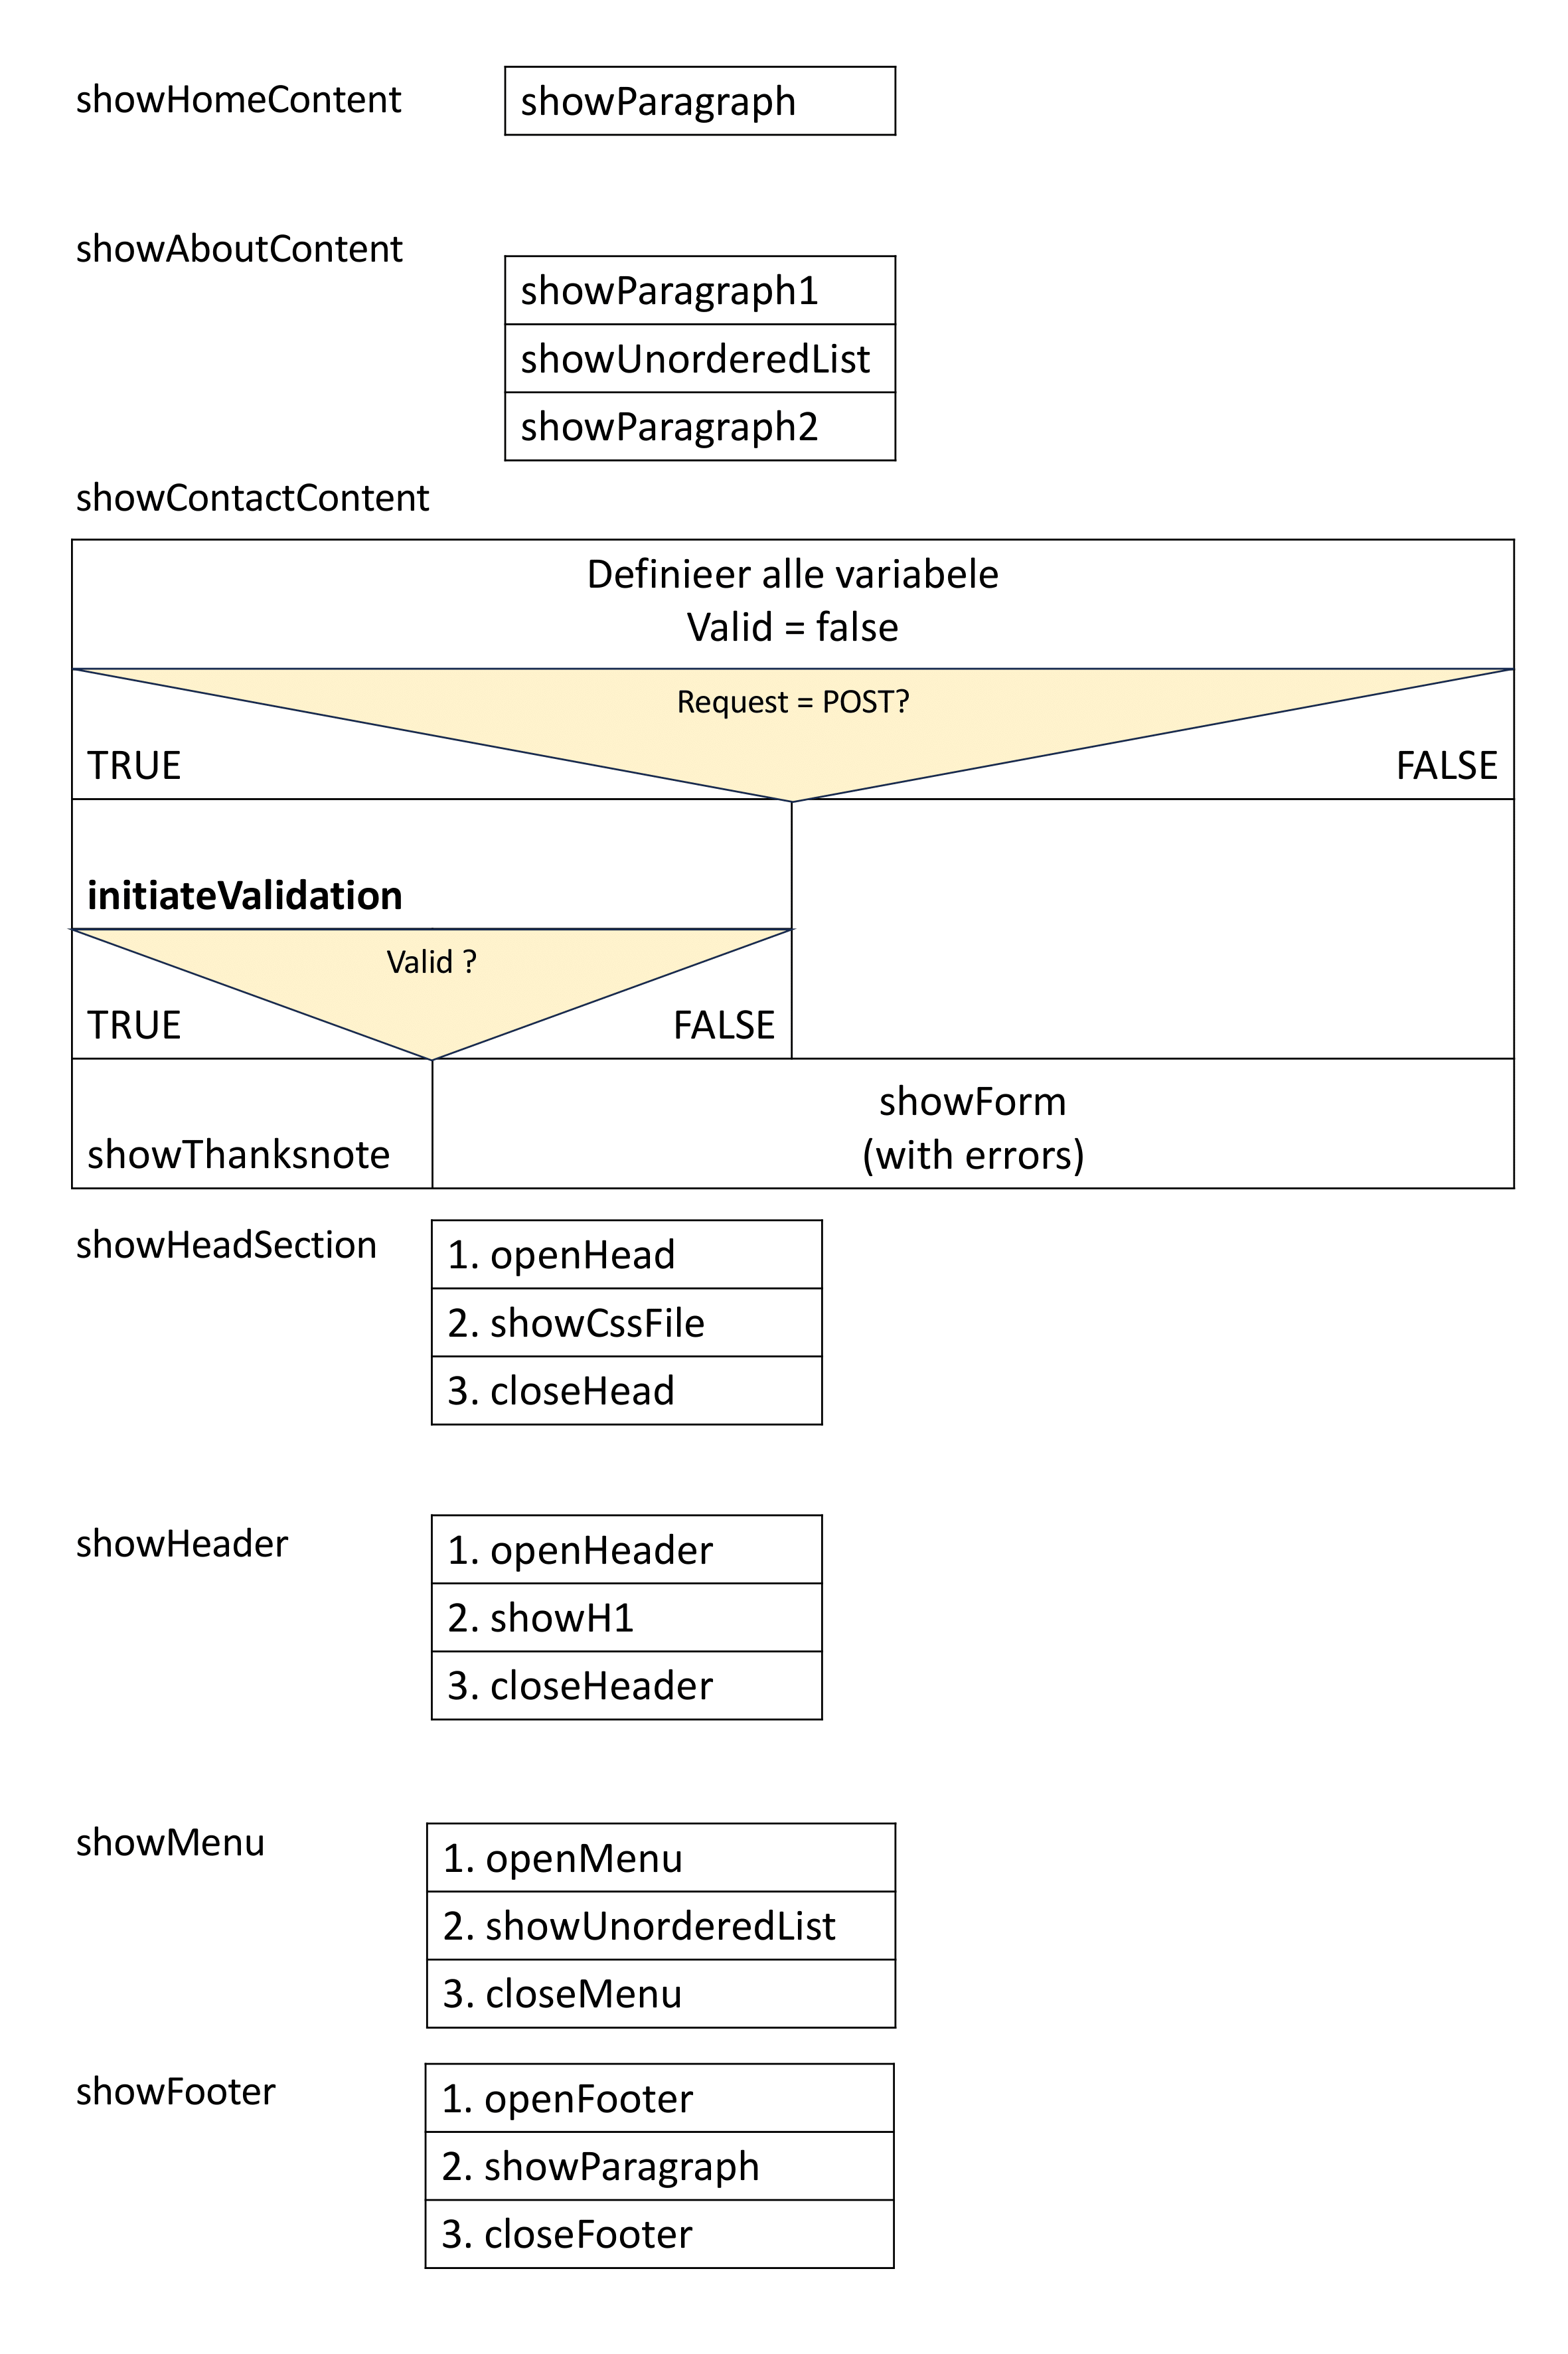 showHomeContent
showParagraph
showAboutContent
showParagraph1
showUnorderedList
showParagraph2
showContactContent
Definieer alle variabele
Valid = false
Request = POST?
TRUE
FALSE
initiateValidation
Valid ?
TRUE
FALSE
showThanksnote
showForm
(with errors)
showHeadSection
1. openHead
2. showCssFile
3. closeHead
showHeader
1. openHeader
2. showH1
3. closeHeader
showMenu
1. openMenu
2. showUnorderedList
3. closeMenu
showFooter
1. openFooter
2. showParagraph
3. closeFooter